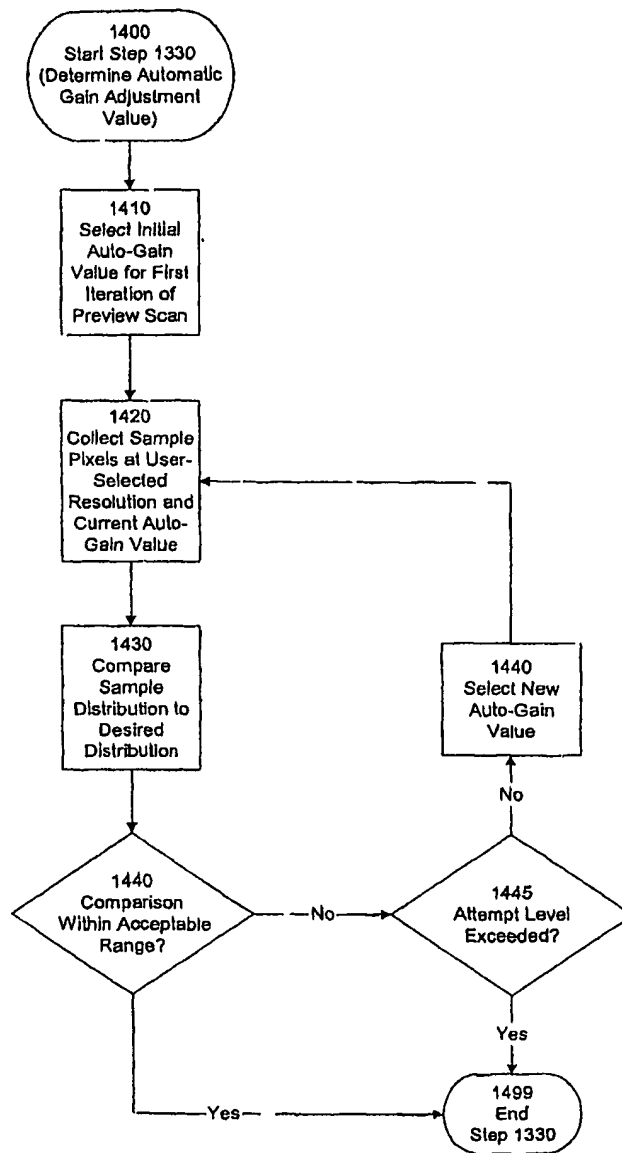 1400
Start Step 1330
(Determine Automatic
Gain Adjustment
Value)
1410
Select Initial
Auto-Gain
Value for First
Iteration of
Preview Scan
1420
Collect Sample
Pixels at User-
Selected
Resolution and
Current Auto-
Gain Value
1430
Compare
Sample
Distribution to
Desired
Distribution
1440
Select New
Auto-Gain
Value
No
1440
Comparison
Within Acceptable
Range?
No
1445
Attempt Level
Exceeded?
Yes
Yes
1499
End
Step 1330